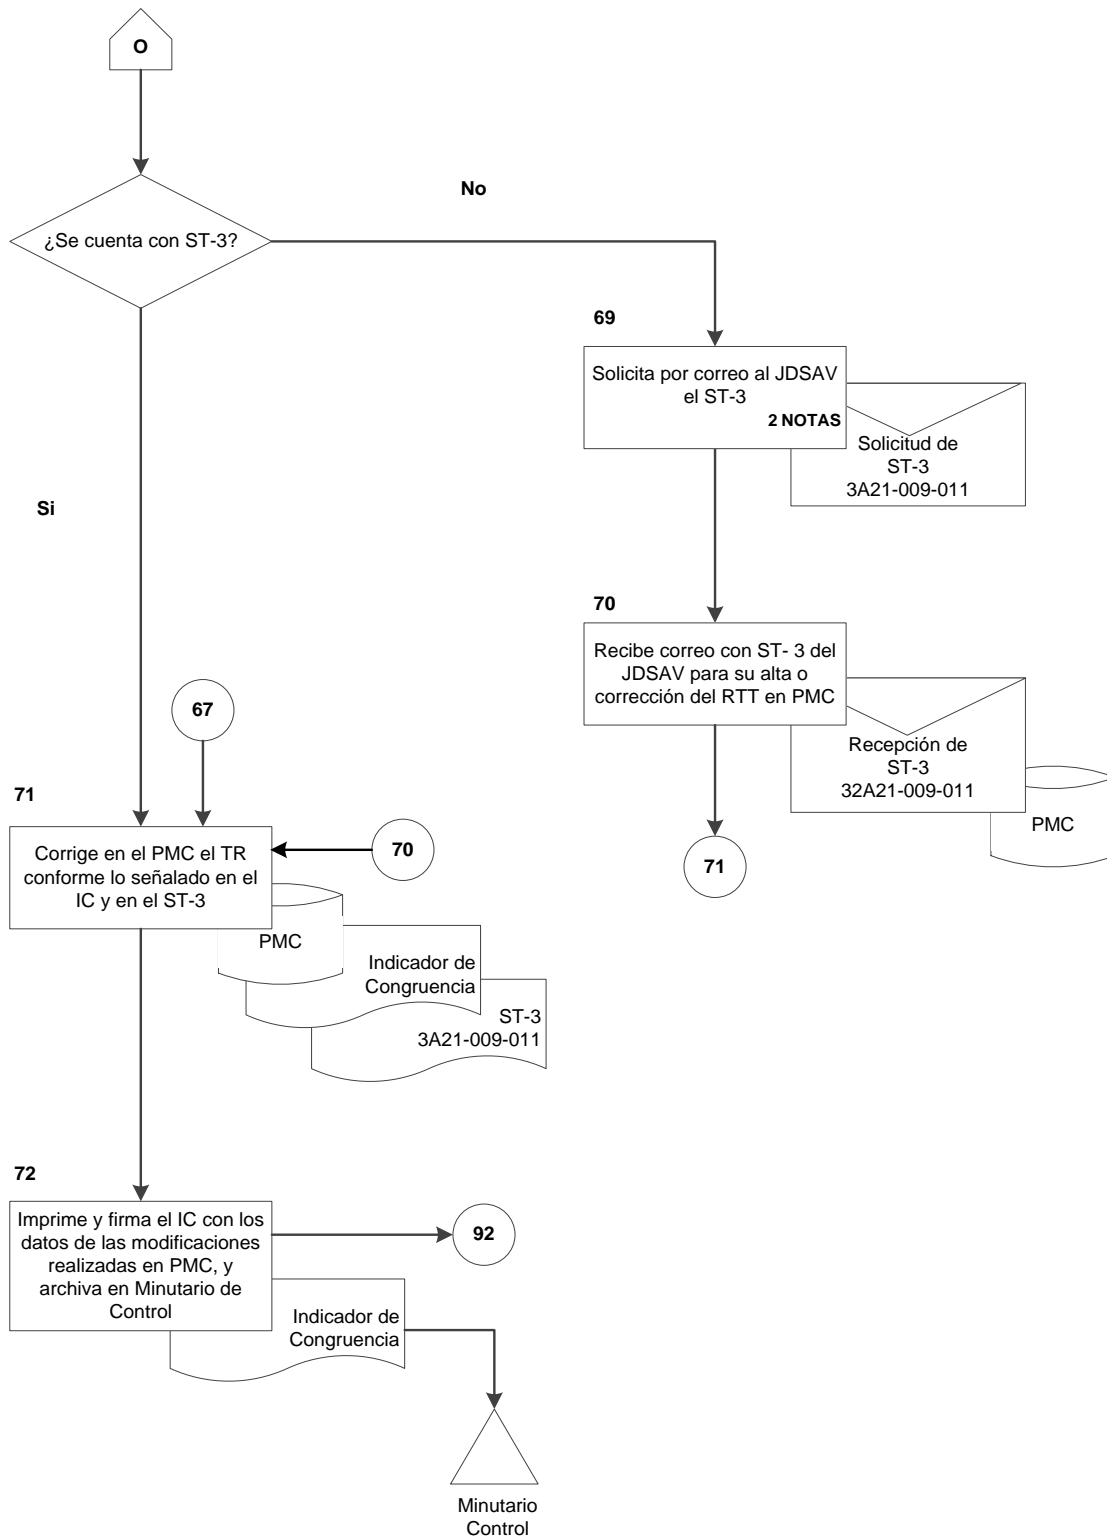 O
No
¿Se cuenta con ST-3?
69
Solicita por correo al JDSAV
el ST-3
2 NOTAS
Solicitud de
ST-3
3A21-009-011
Si
70
Recibe correo con ST- 3 del
JDSAV para su alta o
corrección del RTT en PMC
Recepción de
ST-3
32A21-009-011
PMC
71
67
71
Corrige en el PMC el TR
conforme lo señalado en el
IC y en el ST-3
70
PMC
Indicador de
Congruencia
ST-3
3A21-009-011
72
Imprime y firma el IC con los
datos de las modificaciones
realizadas en PMC, y
archiva en Minutario de
Control
92
Indicador de
Congruencia
Minutario
Control